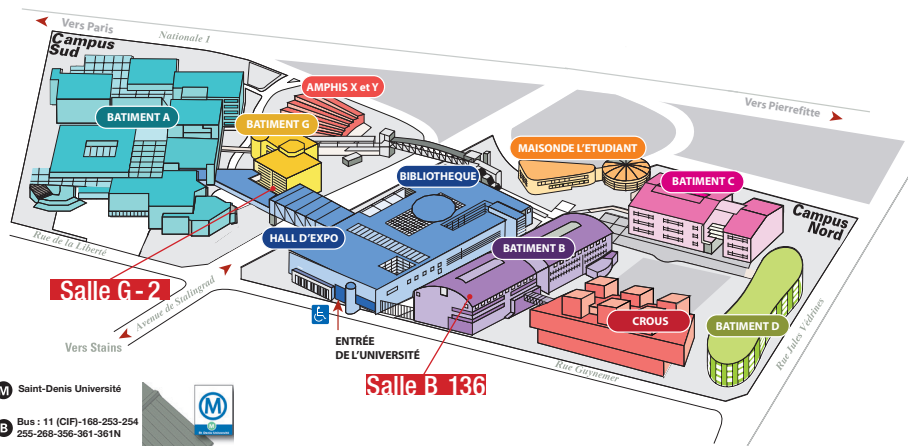 Vers Paris
Nationale 1
Campus
Sud
AMPHIS X et Y
Vers Pierrefitte
BATIMENT A
BATIMENT G
MAISONDE L'ETUDIANT
BIBLIOTHEQUE
BATIMENT C
Campus
Nord
HALL D'EXPO
BATIMENT B
Rue de la Liberté
Salle G - 2
Avenue de Stalingrad
CROUS
BATIMENT D
Rue Jules Védrines
Vers Stains
ENTRÉE
DE L'UNIVERSITÉ
Rue Guynemer
Salle B 136
M Saint-Denis Université
M
B Bus : 11 (CIF)-168-253-254
255-268-356-361-361N